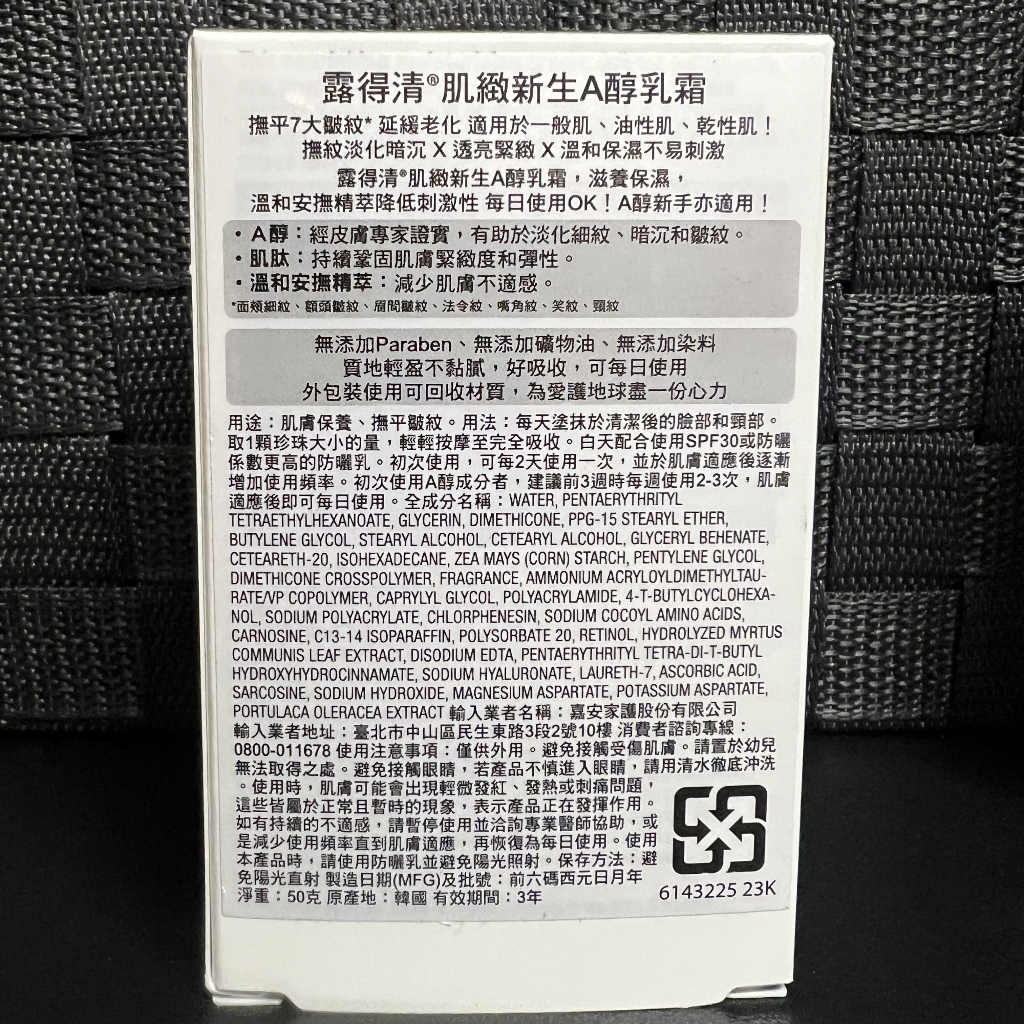 露得清®肌緻新生A醇乳霜
撫平7大皺紋* 延緩老化 適用於一般肌、油性肌、乾性肌！
撫紋淡化暗沉 X 透亮緊緻 X 溫和保濕不易刺激
露得清®肌緻新生A醇乳霜，滋養保濕，
溫和安撫精萃降低刺激性 每日使用OK！A醇新手亦適用！
・A醇：經皮膚專家證實，有助於淡化細紋、暗沉和皺紋。
・肌肽：持續鞏固肌膚緊緻度和彈性。
・溫和安撫精萃：減少肌膚不適感。
*面頰細紋、額頭皺紋、眉間皺紋、法令紋、嘴角紋、笑紋、頸紋
無添加Paraben、無添加礦物油、無添加染料
質地輕盈不黏膩，好吸收，可每日使用
外包裝使用可回收材質，為愛護地球盡一份心力
用途：肌膚保養、撫平皺紋。用法：每天塗抹於清潔後的臉部和頸部。
取1顆珍珠大小的量，輕輕按摩至完全吸收。白天配合使用SPF30或防曬
係數更高的防曬乳。初次使用，可每2天使用一次，並於肌膚適應後逐漸
增加使用頻率。初次使用A醇成分者，建議前3週時每週使用2-3次，肌膚
適應後即可每日使用。全成分名稱：WATER, PENTAERYTHRITYL
TETRAETHYLHEXANOATE, GLYCERIN, DIMETHICONE, PPG-15 STEARYL ETHER,
BUTYLENE GLYCOL, STEARYL ALCOHOL, CETEARYL ALCOHOL, GLYCERYL BEHENATE,
CETEARETH-20, ISOHEXADECANE, ZEA MAYS (CORN) STARCH, PENTYLENE GLYCOL,
DIMETHICONE CROSSPOLYMER, FRAGRANCE, AMMONIUM ACRYLOYLDIMETHYLTAU-
RATE/VP COPOLYMER, CAPRYLYL GLYCOL, POLYACRYLAMIDE, 4-T-BUTYLCYCLOHEXA-
NOL, SODIUM POLYACRYLATE, CHLORPHENESIN, SODIUM COCOYL AMINO ACIDS,
CARNOSINE, C13-14 ISOPARAFFIN, POLYSORBATE 20, RETINOL, HYDROLYZED MYRTUS
COMMUNIS LEAF EXTRACT, DISODIUM EDTA, PENTAERYTHRITYL TETRA-DI-T-BUTYL
HYDROXYHYDROCINNAMATE, SODIUM HYALURONATE, LAURETH-7, ASCORBIC ACID,
SARCOSINE, SODIUM HYDROXIDE, MAGNESIUM ASPARTATE, POTASSIUM ASPARTATE,
PORTULACA OLERACEA EXTRACT 輸入業者名稱：嘉安家護股份有限公司
輸入業者地址：臺北市中山區民生東路3段2號10樓 消費者諮詢專線：
0800-011678 使用注意事項：僅供外用。避免接觸受傷肌膚。請置於幼兒
無法取得之處。避免接觸眼睛，若產品不慎進入眼睛，請用清水徹底沖洗
。使用時，肌膚可能會出現輕微發紅、發熱或刺痛問題，
這些皆屬於正常且暫時的現象，表示產品正在發揮作用。
如有持續的不適感，請暫停使用並洽詢專業醫師協助，或
是減少使用頻率直到肌膚適應，再恢復為每日使用。使用
本產品時，請使用防曬乳並避免陽光照射。保存方法：避
免陽光直射 製造日期(MFG)及批號：前六碼西元日月年
淨重：50克 原產地：韓國 有效期間：3年
6143225 23K